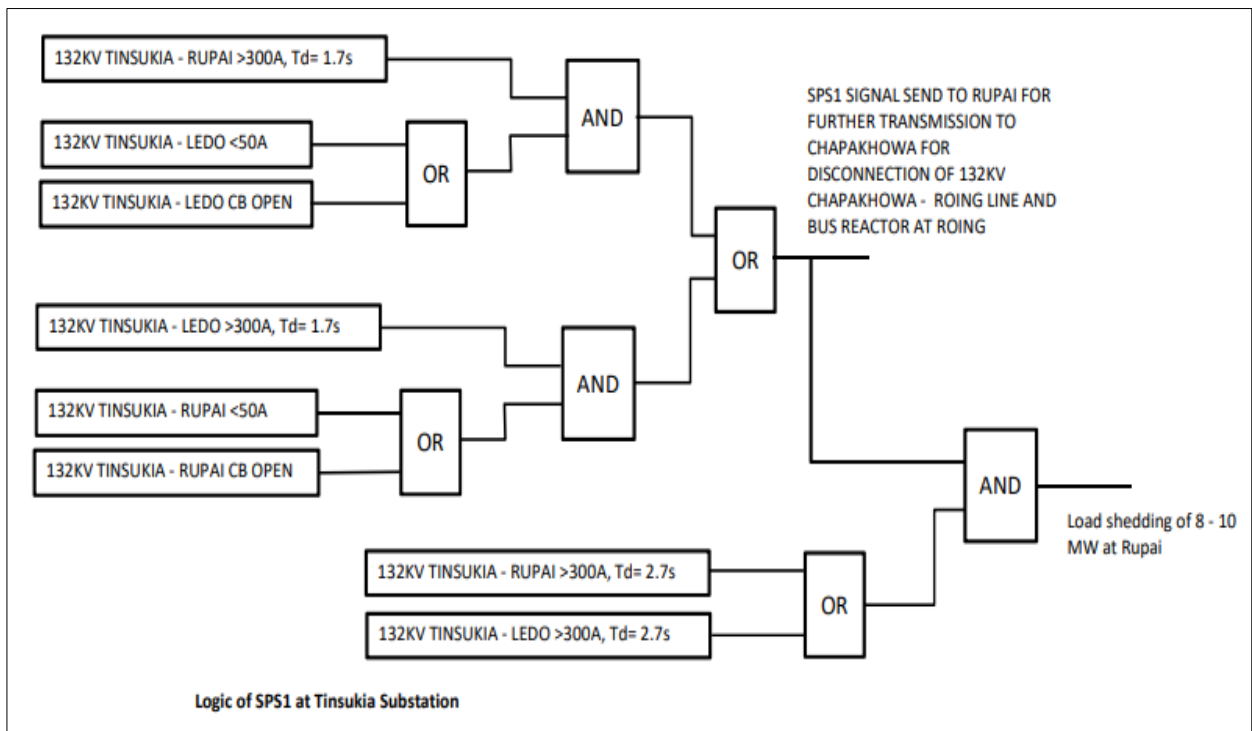 132KV TINSUKIA - RUPAI >300A, Td= 1.7s
132KV TINSUKIA - LEDO <50A
132KV TINSUKIA - LEDO CB OPEN
OR
AND
132KV TINSUKIA - LEDO >300A, Td= 1.7s
132KV TINSUKIA - RUPAI <50A
132KV TINSUKIA - RUPAI CB OPEN
OR
AND
OR
SPS1 SIGNAL SEND TO RUPAI FOR
FURTHER TRANSMISSION TO
CHAPAKHOWA FOR
DISCONNECTION OF 132KV
CHAPAKHOWA - ROING LINE AND
BUS REACTOR AT ROING
132KV TINSUKIA - RUPAI >300A, Td= 2.7s
132KV TINSUKIA - LEDO >300A, Td= 2.7s
OR
AND
Load shedding of 8 - 10
MW at Rupai
Logic of SPS1 at Tinsukia Substation